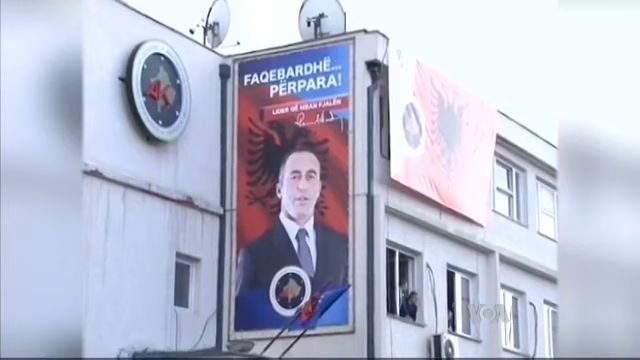 FAQEBARDHË...
PËRPARA!
LIDER QË MBAN FJALËN
AAK
VOA